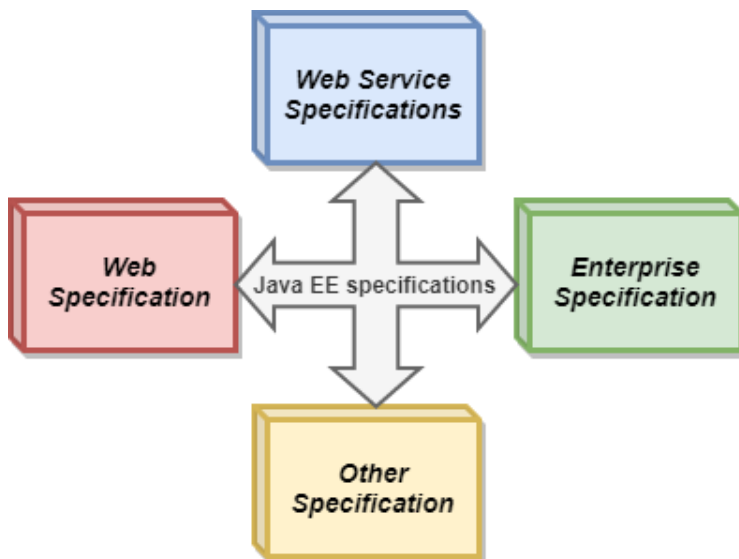 Web Service
Specifications
Web
Specification
Java EE specifications
Enterprise
Specification
Other
Specification